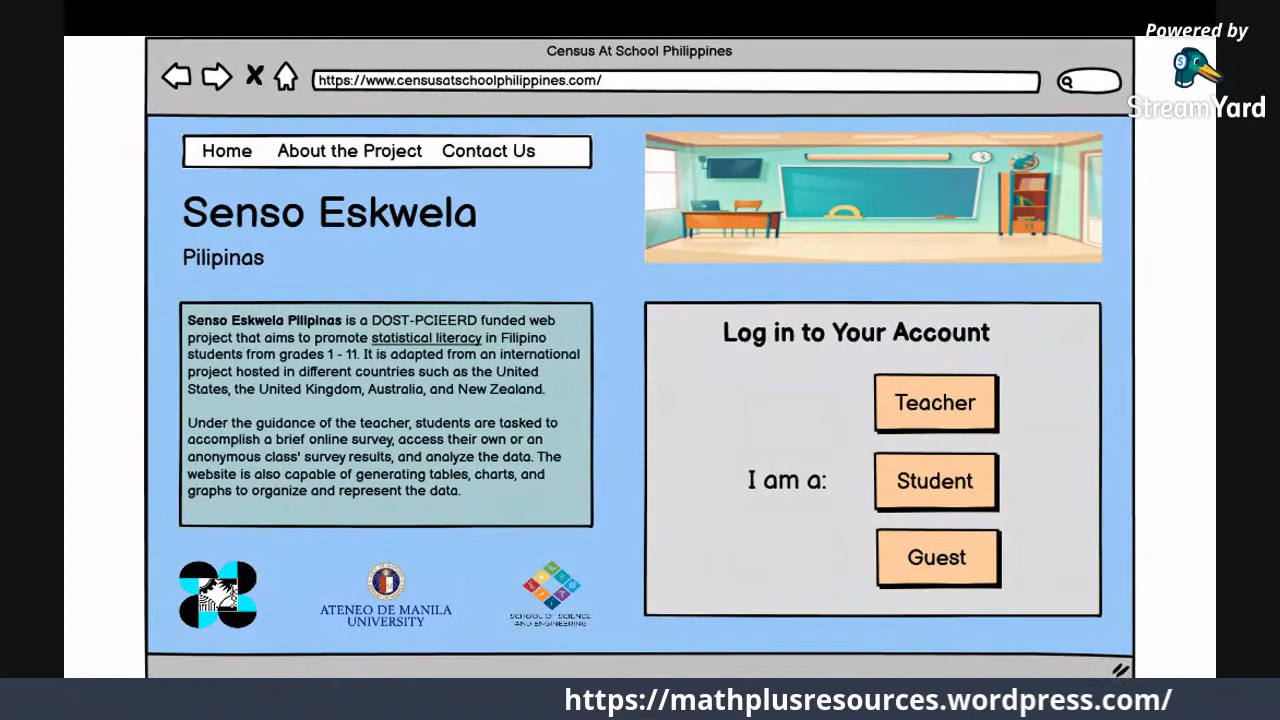 Powered by
StreamYard
Census At School Philippines
https://www.censusatschoolphilippines.com/
Home About the Project Contact Us
Senso Eskwela
Pilipinas
Senso Eskwela Pilipinas is a DOST-PCIEERD funded web
project that aims to promote statistical literacy in Filipino
students from grades 1 - 11. It is adapted from an international
project hosted in different countries such as the United
States, the United Kingdom, Australia, and New Zealand.
Under the guidance of the teacher, students are tasked to
accomplish a brief online survey, access their own or an
anonymous class' survey results, and analyze the data. The
website is also capable of generating tables, charts, and
graphs to organize and represent the data.
Log in to Your Account
I am a:
Teacher
Student
Guest
ATENEO DE MANILA
UNIVERSITY
SCHOOL OF SCIENCE
AND ENGINEERING
https://mathplusresources.wordpress.com/